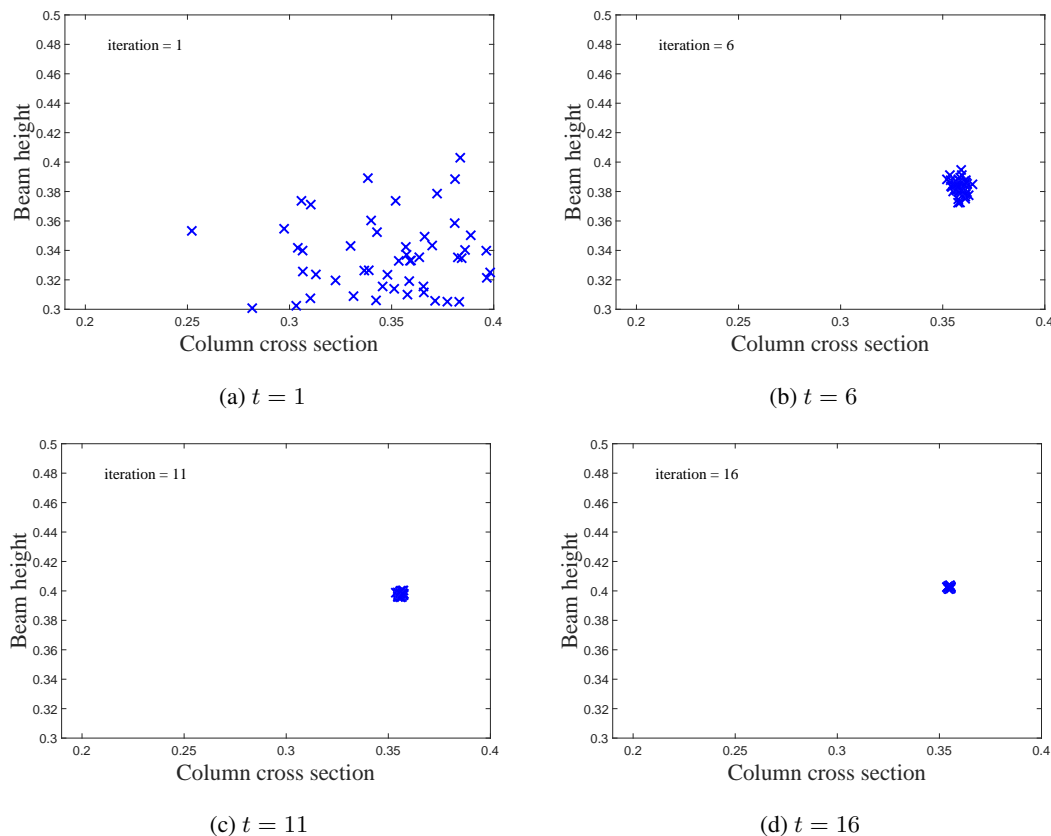 0.5
0.48
iteration = 1
0.46
0.44
0.42
0.4
0.38
0.36
0.34
0.32
0.3
Beam height
0.2 0.25 0.3 0.35 0.4
Column cross section
(a) t = 1
0.5
0.48
iteration = 6
0.46
0.44
0.42
0.4
0.38
0.36
0.34
0.32
0.3
Beam height
0.2 0.25 0.3 0.35 0.4
Column cross section
(b) t = 6
0.5
0.48
iteration = 11
0.46
0.44
0.42
0.4
0.38
0.36
0.34
0.32
0.3
Beam height
0.2 0.25 0.3 0.35 0.4
Column cross section
(c) t = 11
0.5
0.48
iteration = 16
0.46
0.44
0.42
0.4
0.38
0.36
0.34
0.32
0.3
Beam height
0.2 0.25 0.3 0.35 0.4
Column cross section
(d) t = 16